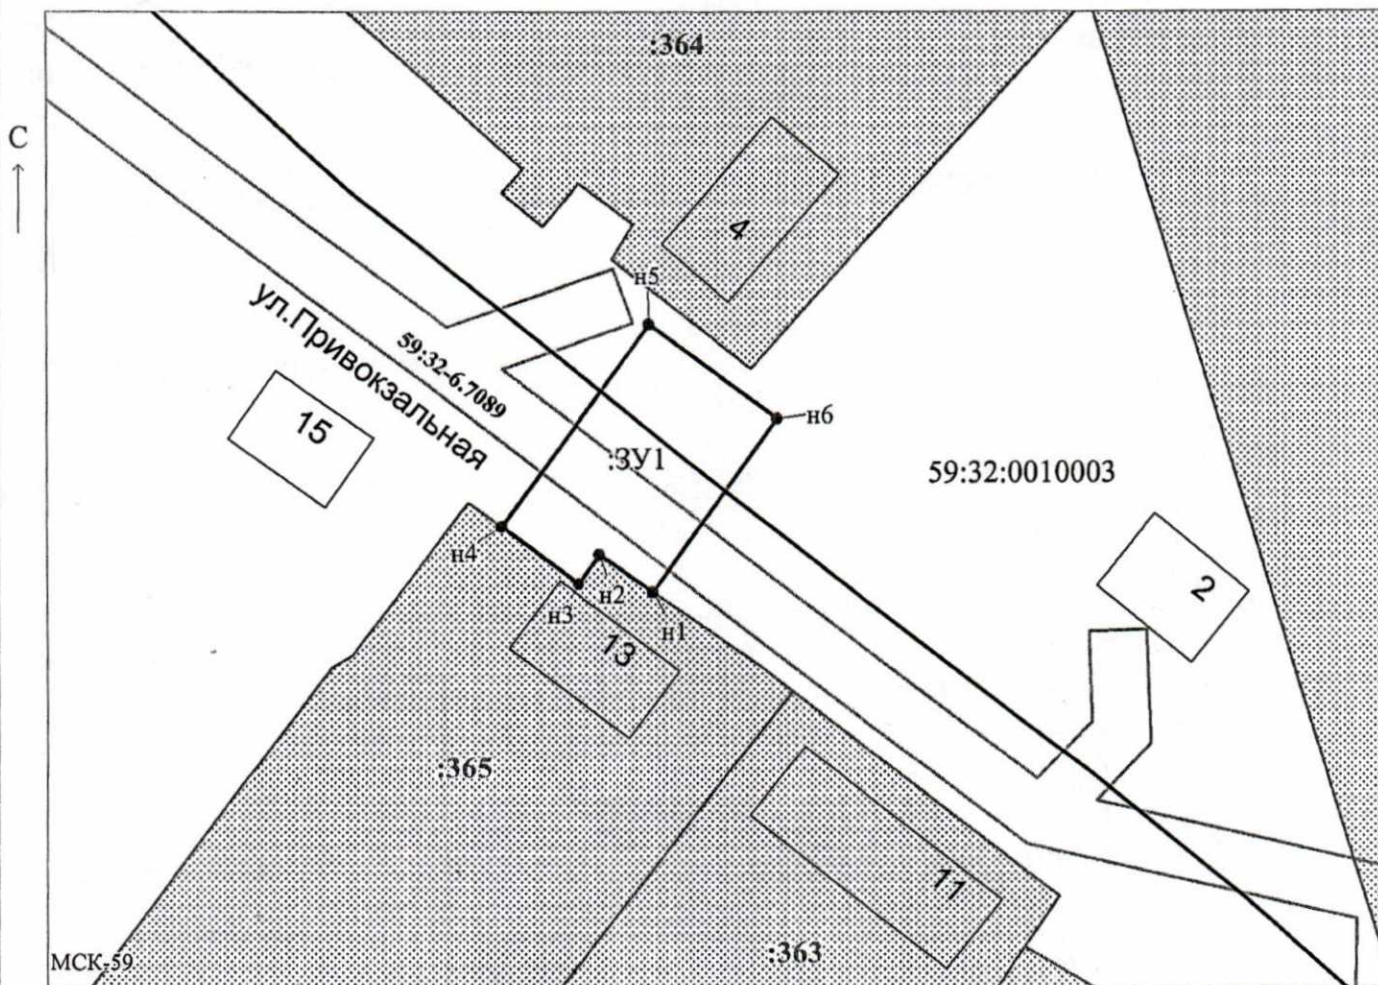 :364
С
4
н5
ул.Привокзальная
59:32-6.7089
15
н6
:ЗУ1
59:32:0010003
н4
н2
н3
н1
13
2
:365
11
:363
МСК-59